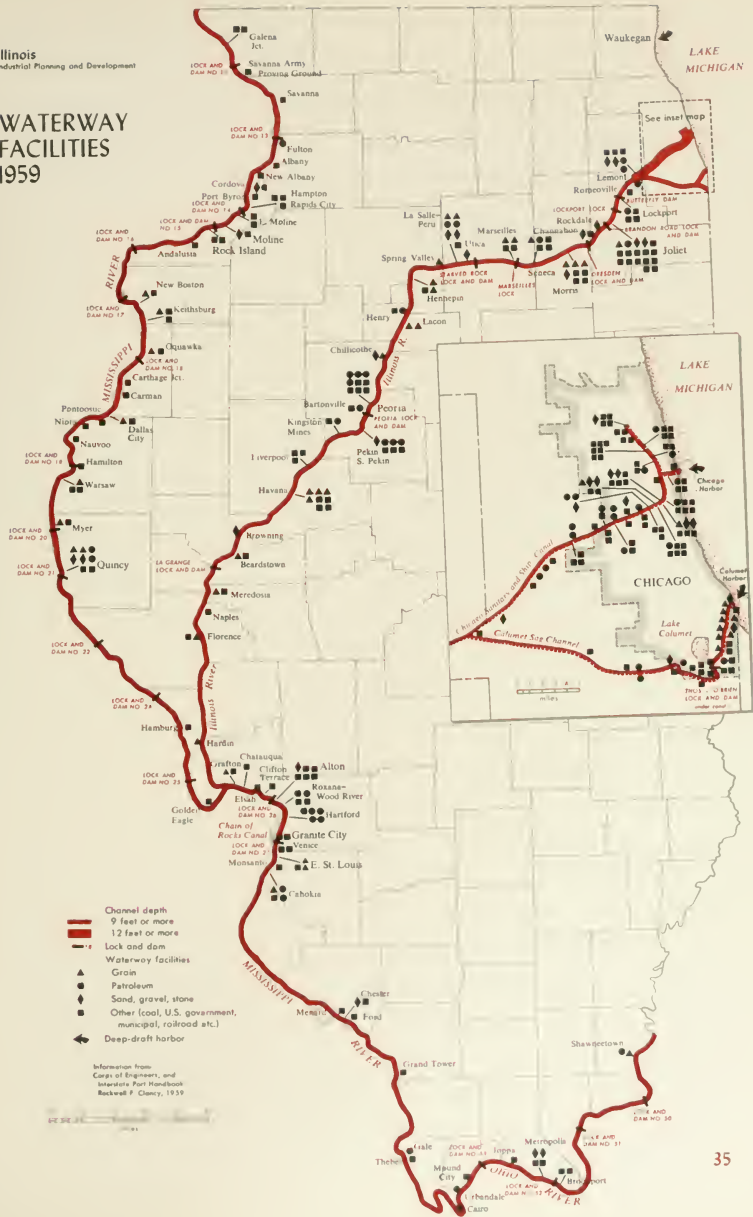 Illinois
Industrial Planning and Development
WATERWAY
FACILITIES
1959
Galena
Jct.
LOCK AND
Savanna Army
Proving Ground
Savanna
LOCK AND
DAM NO. 13
Fulton
Albany
New Albany
Cordova
Port Byron
Hampton
Rapids City
LOCK AND
DAM NO. 14
LOCK AND DAM
NO. 15
E. Moline
Moline
Rock Island
Andalusia
LOCK AND
DAM NO. 16
RIVER
LOCK AND
DAM NO. 17
New Boston
Keithsburg
Oquawka
LOCK AND
DAM NO. 18
MISSISSIPPI
Carthage Jct.
Carman
Pontoosuc
Niota
Dallas
City
Nauvoo
LOCK AND
DAM NO. 19
Hamilton
Warsaw
LOCK AND
DAM NO. 20
Myer
LOCK AND
DAM NO. 21
Quincy
LOCK AND
DAM NO. 22
LOCK AND
DAM NO. 24
Hamburg
LOCK AND
DAM NO. 25
Golden
Eagle
Waukegan
LAKE
MICHIGAN
See inset map
Lemont
Romeoville
BUTTERFLY DAM
LOCKPORT LOCK
Lockport
Rockdale
BRANDON ROAD LOCK
AND DAM
Joliet
Channahon
DRESDEN
LOCK AND DAM
Morris
Seneca
Marseilles
MARSEILLES
LOCK
La Salle-
Peru
Utica
STARVED ROCK
LOCK AND DAM
Spring Valley
Hennepin
Henry
Lacon
Chillicothe
Illinois R.
Bartonville
Peoria
PEORIA LOCK
AND DAM
Kingston
Mines
Pekin
S. Pekin
Liverpool
Havana
Browning
Beardstown
LA GRANGE
LOCK AND DAM
Meredosia
Naples
Florence
Illinois River
Hardin
Grafton
Chatauqua
Clifton
Terrace
Elsah
LOCK AND
DAM NO. 26
Alton
Roxana-
Wood River
Hartford
Chain of
Rocks Canal
LOCK AND
Granite City
Venice
Monsanto
E. St. Louis
Cahokia
LAKE
MICHIGAN
Chicago
Harbor
CHICAGO
Calumet
Harbor
Chicago Sanitary and Ship Canal
Calumet Sag Channel
Lake
Calumet
miles
THOS. J. O'BRIEN
LOCK AND DAM
under const.
Channel depth
9 feet or more
12 feet or more
Lock and dam
Waterway facilities
Grain
Petroleum
Sand, gravel, stone
Other (coal, U.S. government,
municipal, railroad etc.)
Deep-draft harbor
Information from:
Corps of Engineers, and
Interstate Port Handbook
Rockwell F. Clancy, 1959
MISSISSIPPI
RIVER
Chester
Menard
Ford
Grand Tower
Gale
Thebes
Mound
City
Urbandale
Cairo
Joppa
Metropolis
Brookport
OHIO RIVER
LOCK AND
LOCK AND
LOCK AND
DAM NO. 51
LOCK AND
DAM NO. 50
Shawneetown
35